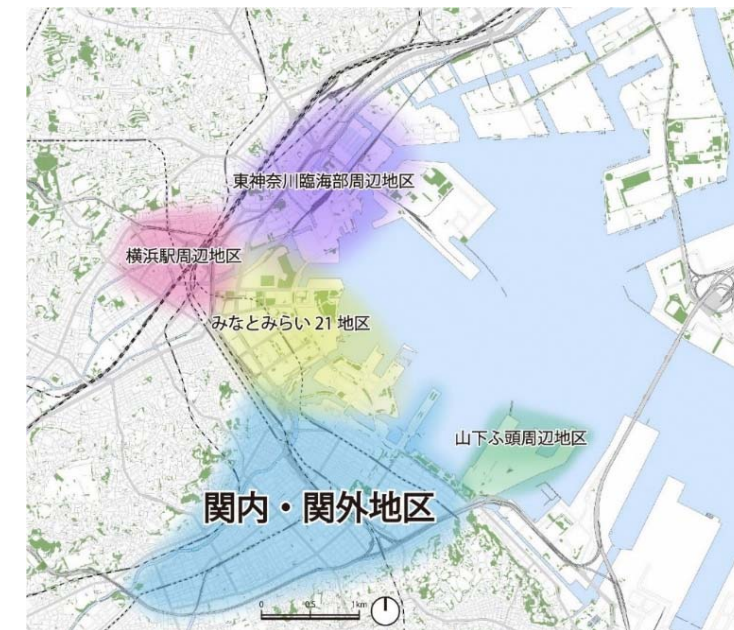 東神奈川臨海部周辺地区
横浜駅周辺地区
みなとみらい 21 地区
山下ふ頭周辺地区
関内・関外地区
0 0.5 1km